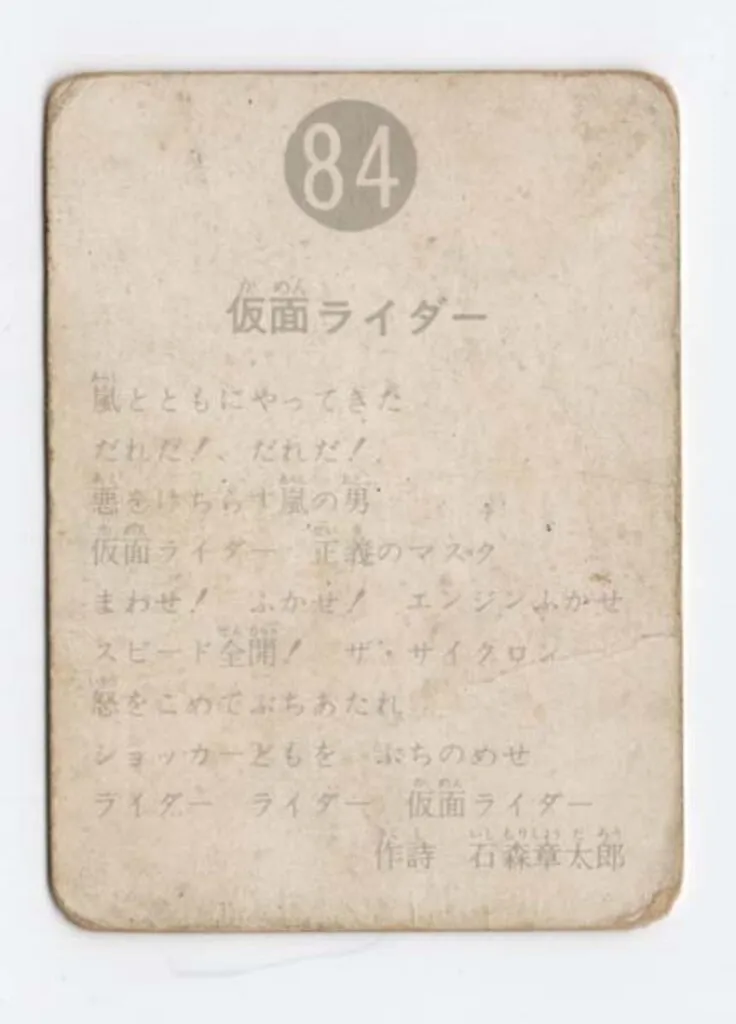 84
仮面ライダー
嵐とともにやってきた
だれだ！、だれだ！
悪をけちらす嵐の男
仮面ライダー　正義のマスク
まわせ！　ふかせ！　エンジンふかせ
スピード全開！　ザ・サイクロン
怒をこめてぶちあたれ
ショッカーどもを　ぶちのめせ
ライダー　ライダー　仮面ライダー
作詩　石森章太郎